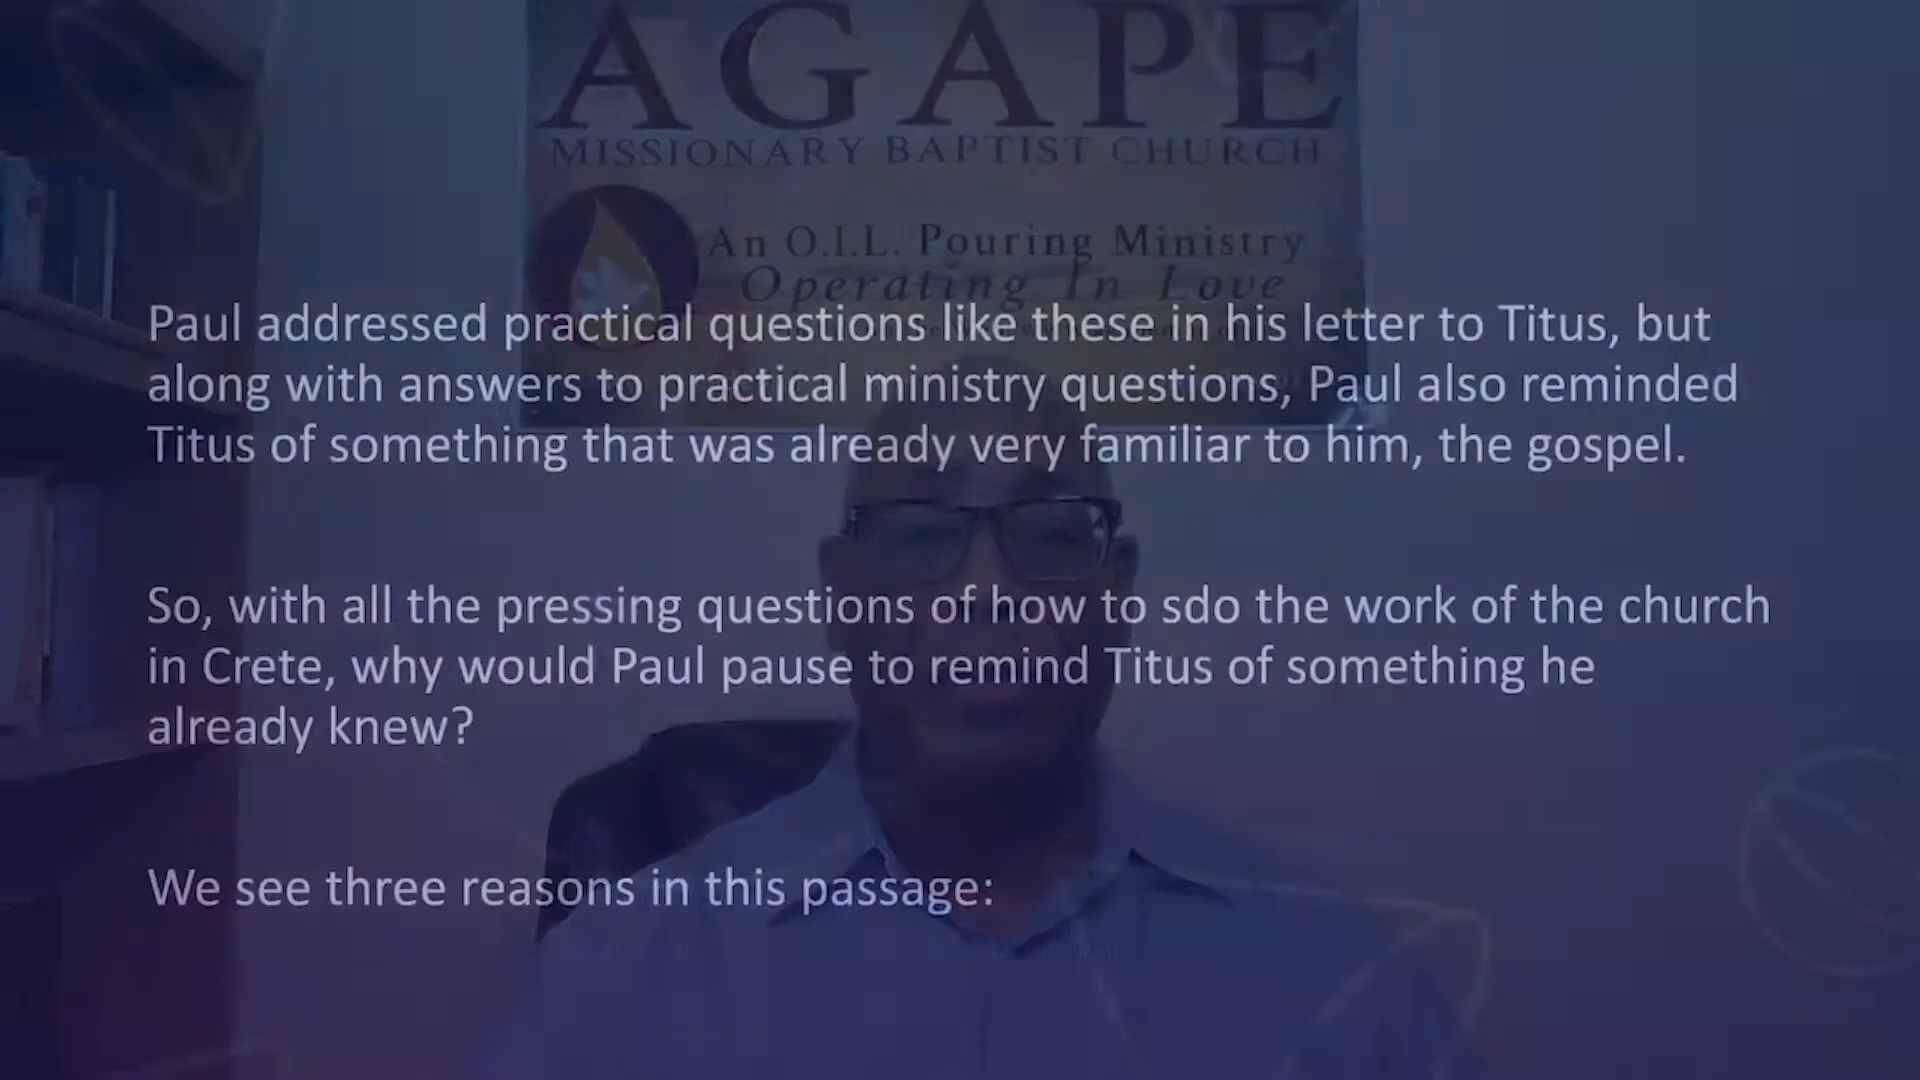 AGAPE
MISSIONARY BAPTIST CHURCH
An O.I.L. Pouring Ministry
Operating In Love
Paul addressed practical questions like these in his letter to Titus, but
along with answers to practical ministry questions, Paul also reminded
Titus of something that was already very familiar to him, the gospel.
So, with all the pressing questions of how to sdo the work of the church
in Crete, why would Paul pause to remind Titus of something he
already knew?
We see three reasons in this passage: